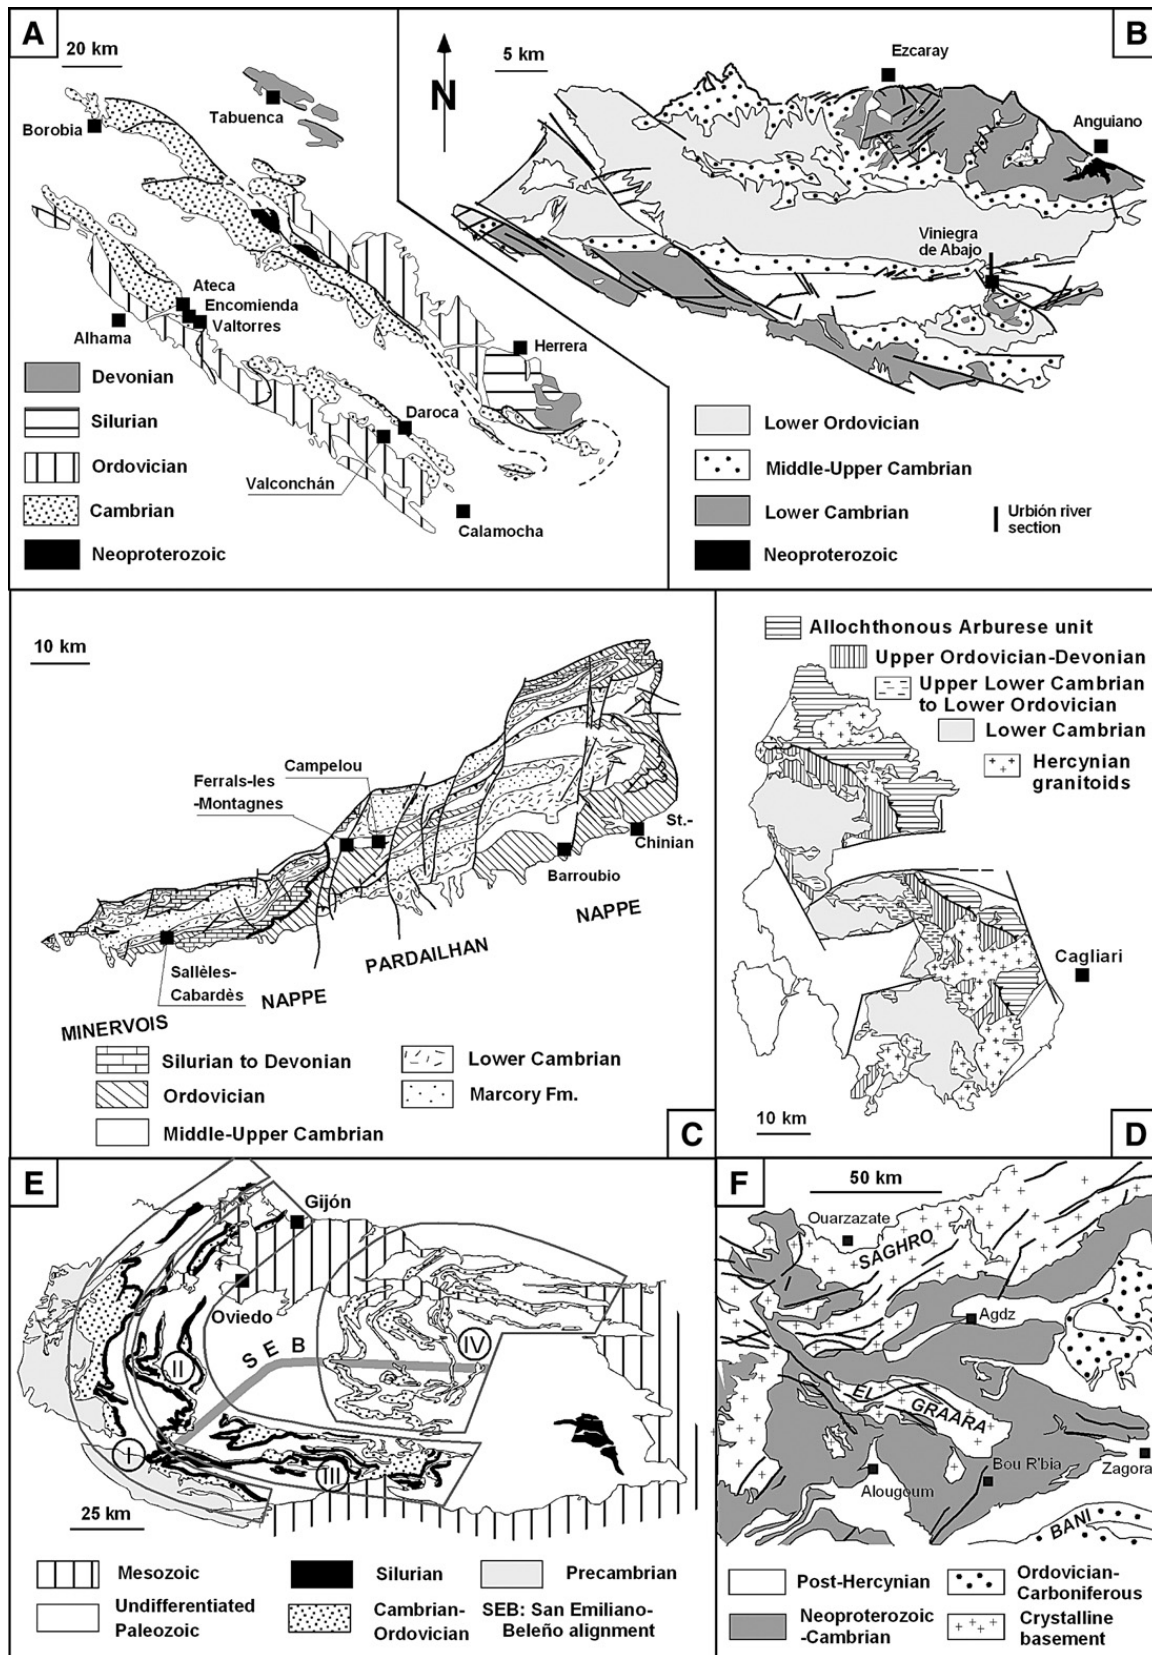 A
20 km
Tabuenca
Borobia
Ateca
Encomienda
Valtorres
Alhama
Herrera
Daroca
Valconchán
Calamocha
Devonian
Silurian
Ordovician
Cambrian
Neoproterozoic
B
N
5 km
Ezcaray
Anguiano
Viniegra
de Abajo
Lower Ordovician
Middle-Upper Cambrian
Lower Cambrian
Neoproterozoic
Urbión river
section
C
10 km
Campelou
Ferrals-les
-Montagnes
St.-
Chinian
Barroubio
NAPPE
PARDAILHAN
Sallèles-
Cabardès
NAPPE
MINERVOIS
Silurian to Devonian
Ordovician
Middle-Upper Cambrian
Lower Cambrian
Marcory Fm.
D
Allochthonous Arburese unit
Upper Ordovician-Devonian
Upper Lower Cambrian
to Lower Ordovician
Lower Cambrian
Hercynian
granitoids
Cagliari
10 km
E
Gijón
Oviedo
SEB
I
II
III
IV
25 km
Mesozoic
Undifferentiated
Paleozoic
Silurian
Cambrian-
Ordovician
Precambrian
SEB: San Emiliano-
Beleño alignment
F
50 km
Ouarzazate
SAGHRO
Agdz
EL
GRAARA
Bou R'bia
Zagora
Alougoum
BANI
Post-Hercynian
Neoproterozoic
-Cambrian
Ordovician-
Carboniferous
Crystalline
basement